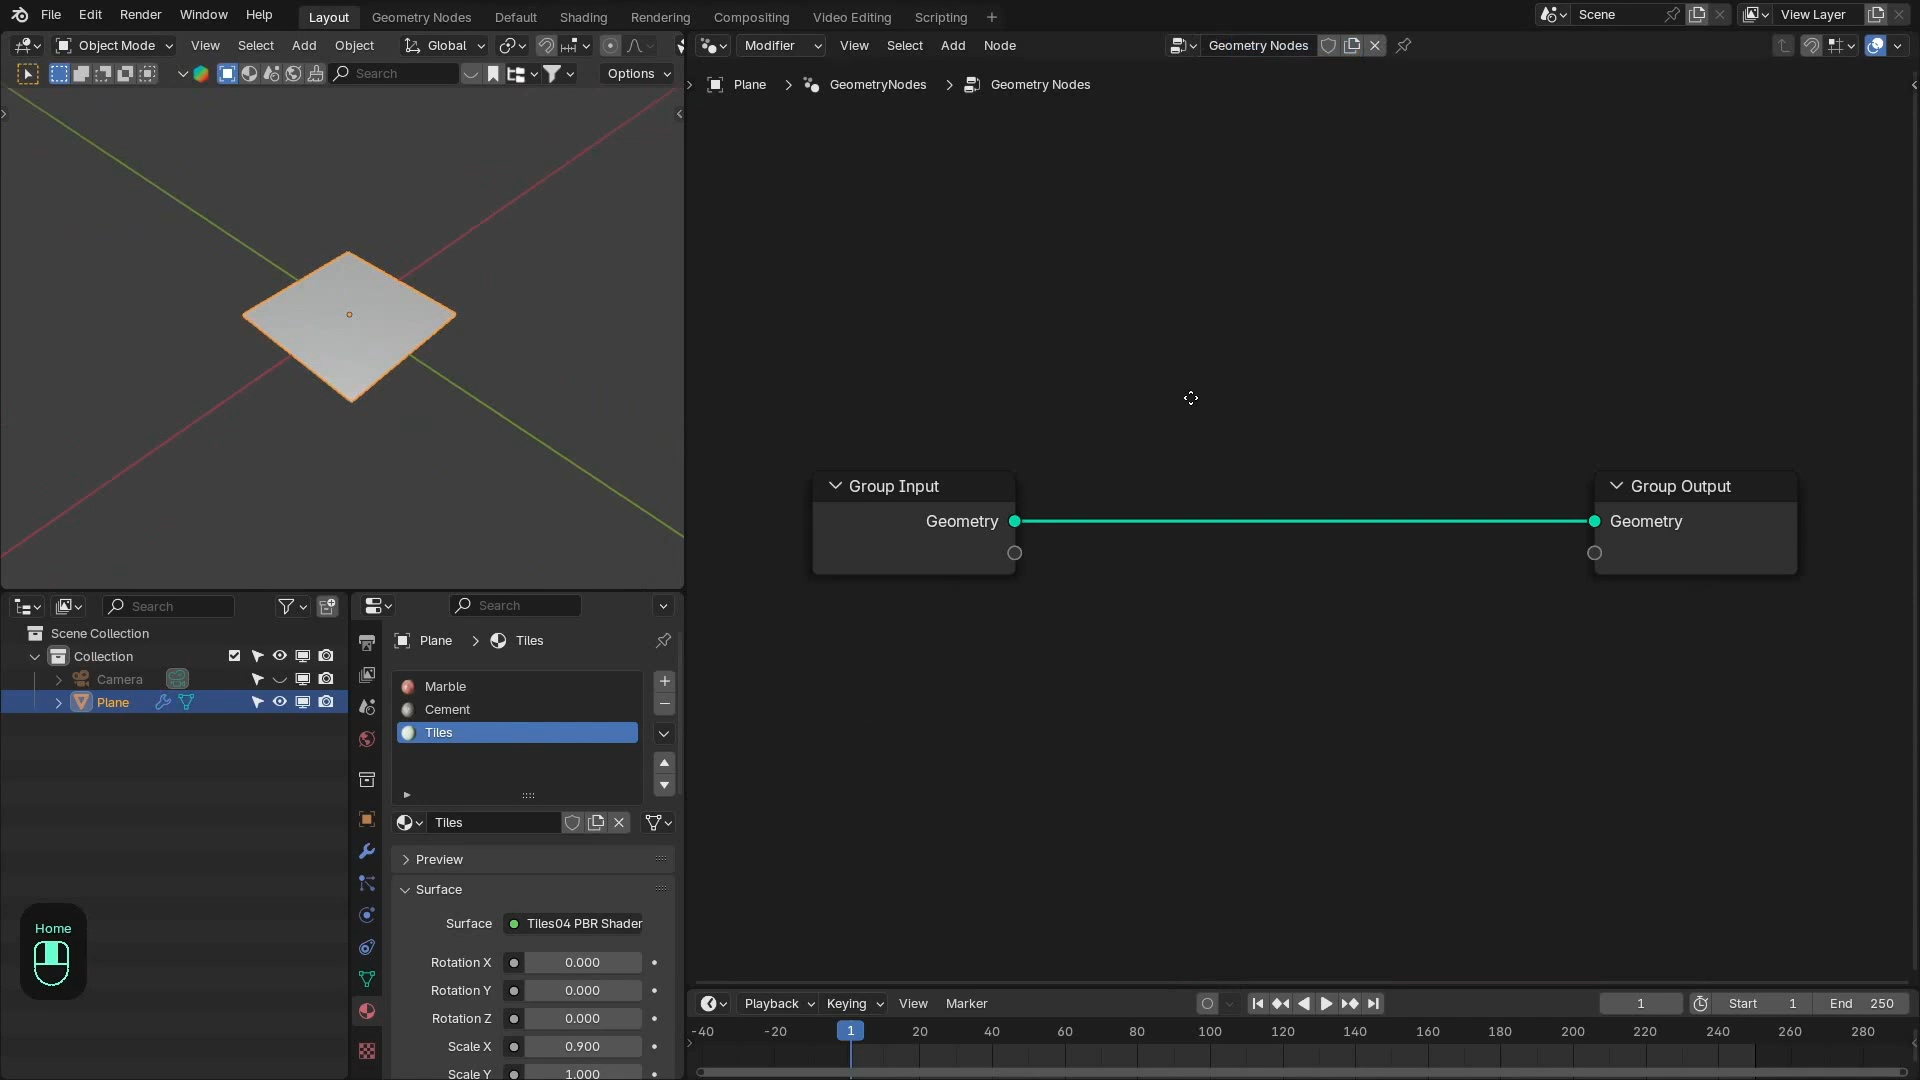 File Edit Render Window Help Layout Geometry Nodes Default Shading Rendering Compositing Video Editing Scripting + Scene View Layer
Object Mode View Select Add Object Global
Search Options
Modifier View Select Add Node Geometry Nodes
Plane > GeometryNodes > Geometry Nodes
Group Input
Geometry
Group Output
Geometry
Search
Scene Collection
Collection
Camera
Plane
Home
Search
Plane > Tiles
Marble
Cement
Tiles
Tiles
Preview
Surface
Surface Tiles04 PBR Shader
Rotation X 0.000
Rotation Y 0.000
Rotation Z 0.000
Scale X 0.900
Scale Y 1.000
Playback Keying View Marker 1 Start 1 End 250
-40 -20 1 20 40 60 80 100 120 140 160 180 200 220 240 260 280